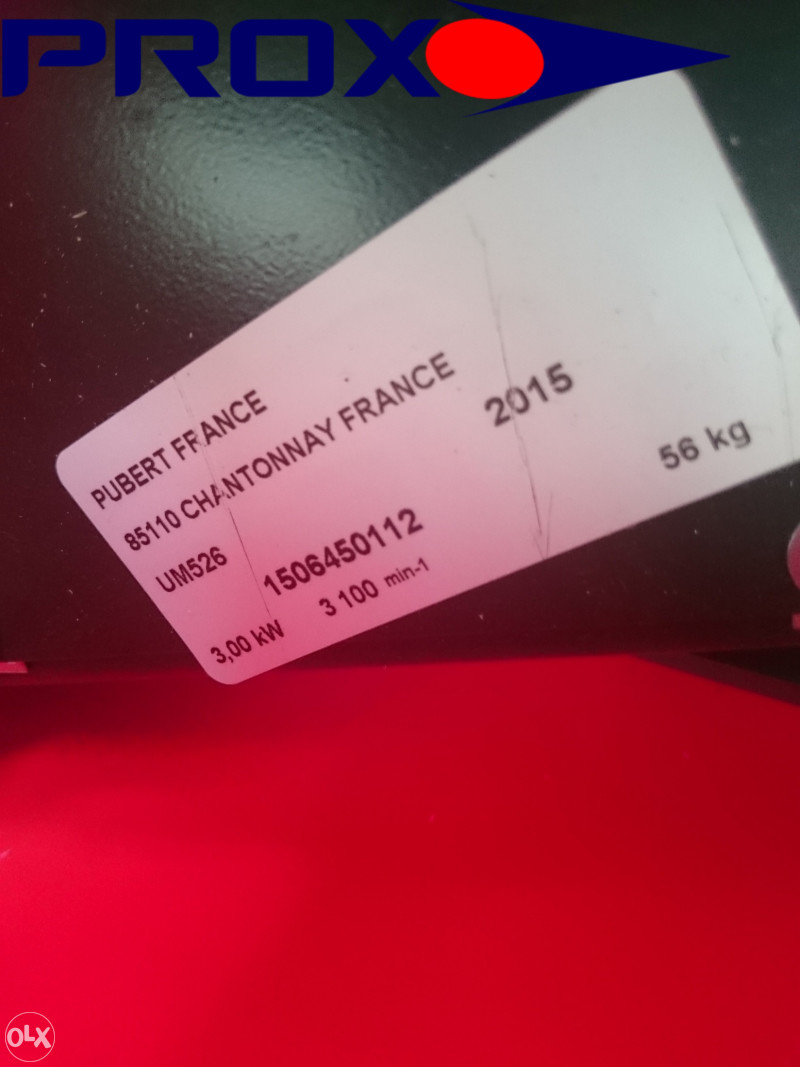 PROX
PUBERT FRANCE
85110 CHANTONNAY FRANCE
2015
UM526
1506450112
56 kg
3,00 kW
3 100 min-1
OLX